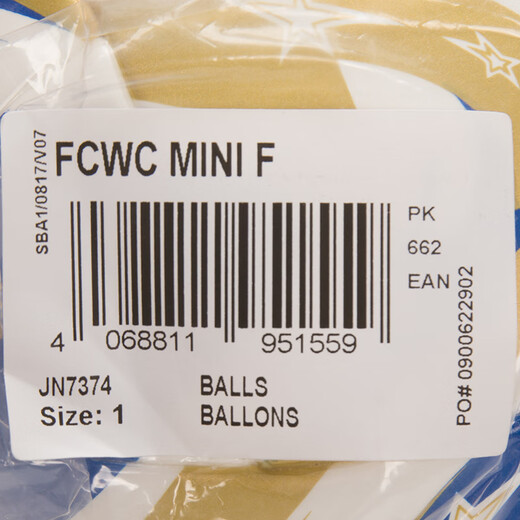 SBA1/0817/V07
FCWC MINI F
PK
662
EAN
4 068811 951559
PO# 0900622902
JN7374 BALLS
Size: 1 BALLONS